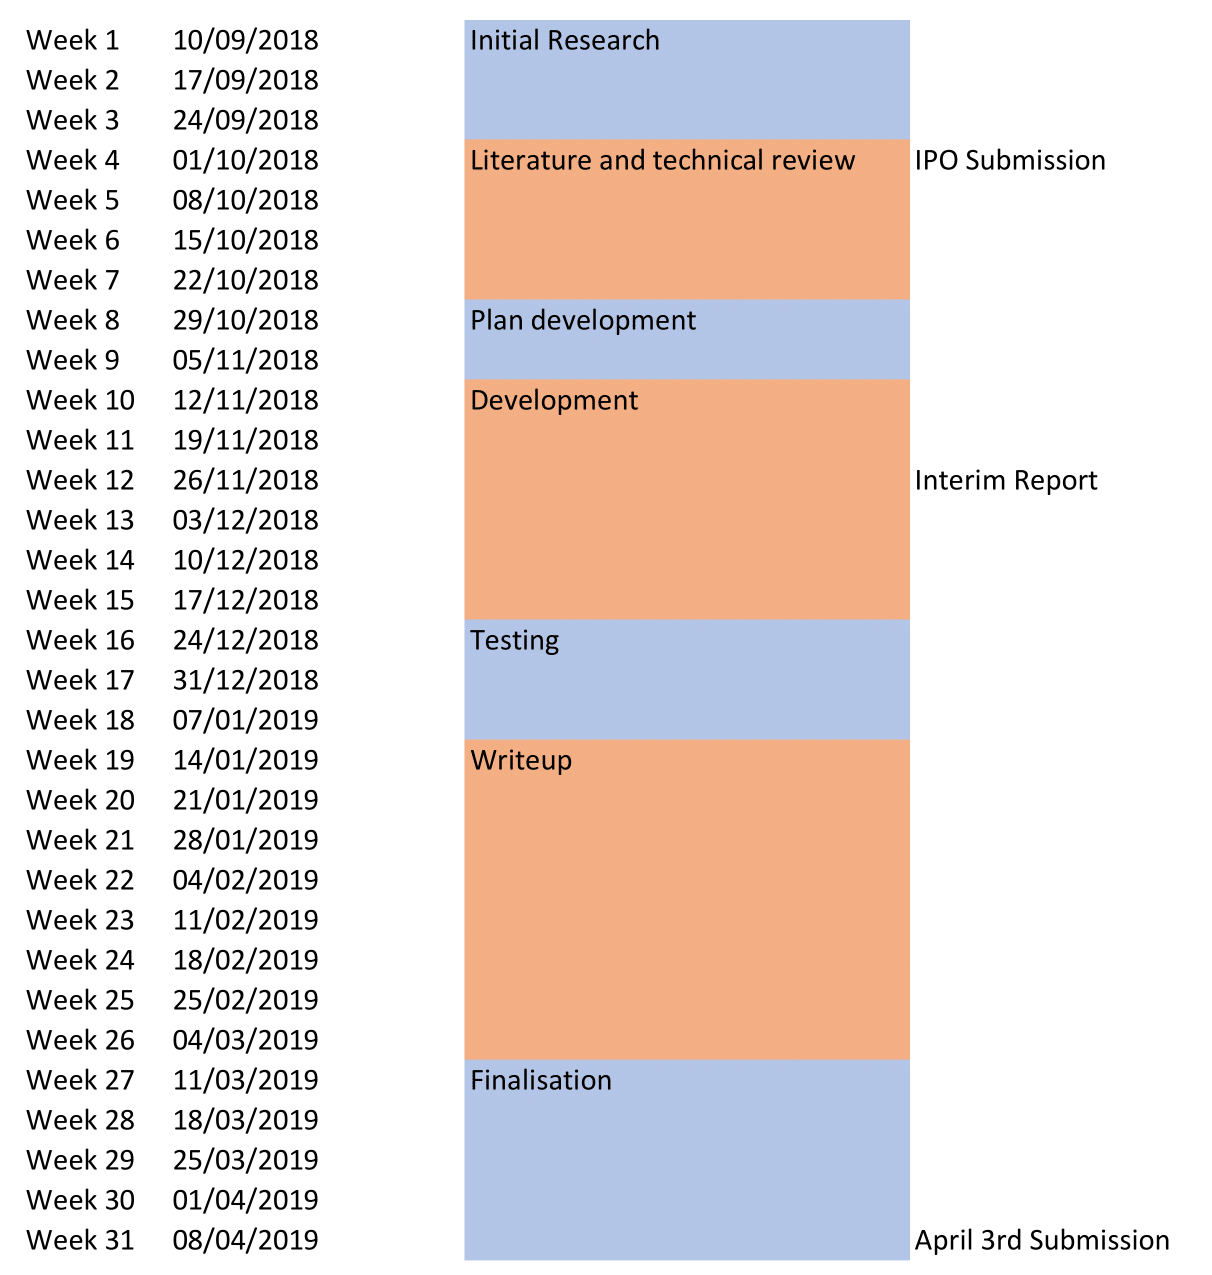 Week 1 10/09/2018 Initial Research
Week 2 17/09/2018
Week 3 24/09/2018
Week 4 01/10/2018 Literature and technical review IPO Submission
Week 5 08/10/2018
Week 6 15/10/2018
Week 7 22/10/2018
Week 8 29/10/2018 Plan development
Week 9 05/11/2018
Week 10 12/11/2018 Development
Week 11 19/11/2018
Week 12 26/11/2018 Interim Report
Week 13 03/12/2018
Week 14 10/12/2018
Week 15 17/12/2018
Week 16 24/12/2018 Testing
Week 17 31/12/2018
Week 18 07/01/2019
Week 19 14/01/2019 Writeup
Week 20 21/01/2019
Week 21 28/01/2019
Week 22 04/02/2019
Week 23 11/02/2019
Week 24 18/02/2019
Week 25 25/02/2019
Week 26 04/03/2019
Week 27 11/03/2019 Finalisation
Week 28 18/03/2019
Week 29 25/03/2019
Week 30 01/04/2019
Week 31 08/04/2019 April 3rd Submission